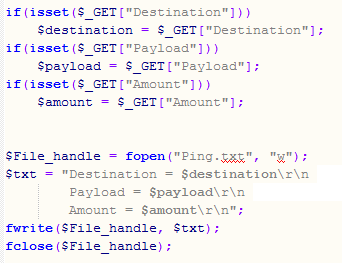 if(isset($_GET["Destination"]))
    $destination = $_GET["Destination"];
if(isset($_GET["Payload"]))
    $payload = $_GET["Payload"];
if(isset($_GET["Amount"]))
    $amount = $_GET["Amount"];
$File_handle = fopen("Ping.txt", "w");
$txt = "Destination = $destination\r\n
        Payload = $payload\r\n
        Amount = $amount\r\n";
fwrite($File_handle, $txt);
fclose($File_handle);